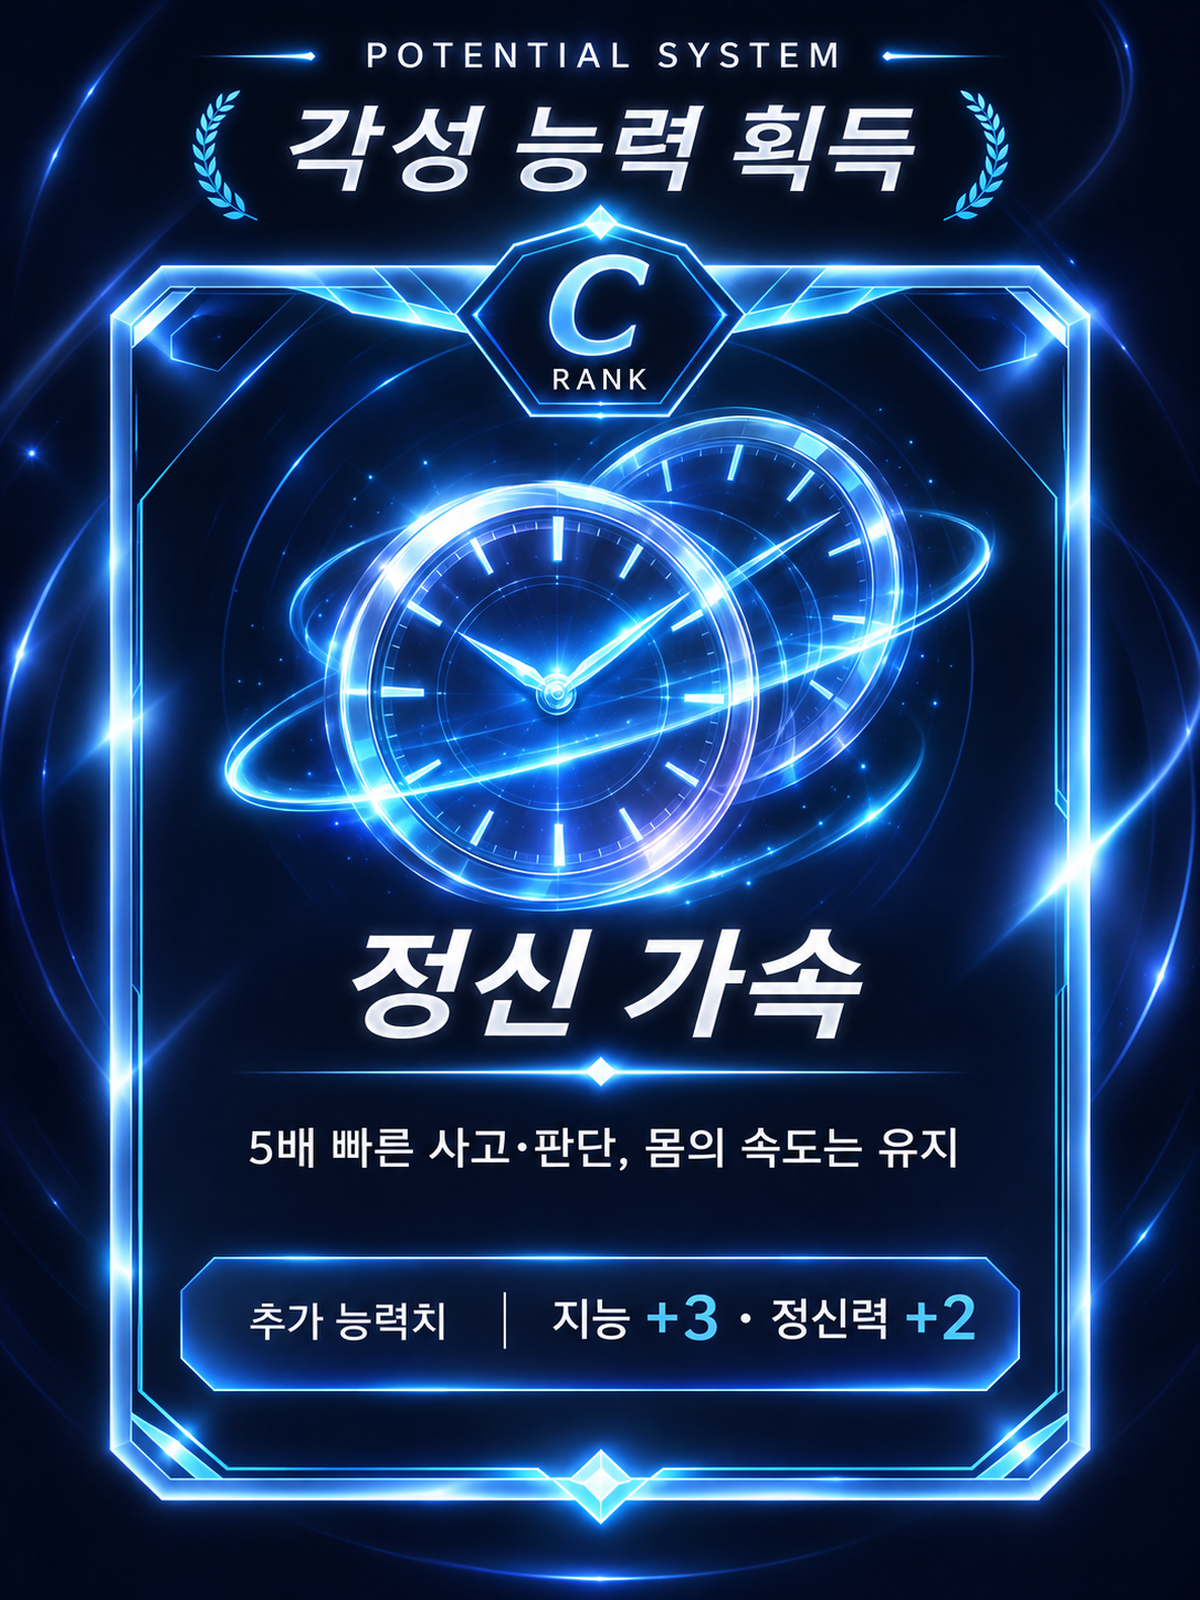 POTENTIAL SYSTEM
각성 능력 획득
C
RANK
정신 가속
5배 빠른 사고·판단, 몸의 속도는 유지
추가 능력치 | 지능 +3 · 정신력 +2